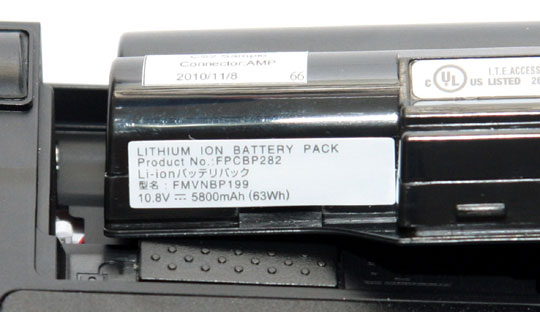 Connector:AMP
2010/11/8 66
c UL US LISTED
I.T.E.ACCESS
LITHIUM ION BATTERY PACK
Product No.:FPCBP282
Li-ionバッテリパック
型名: FMVNBP199
10.8V ⎓ 5800mAh (63Wh)